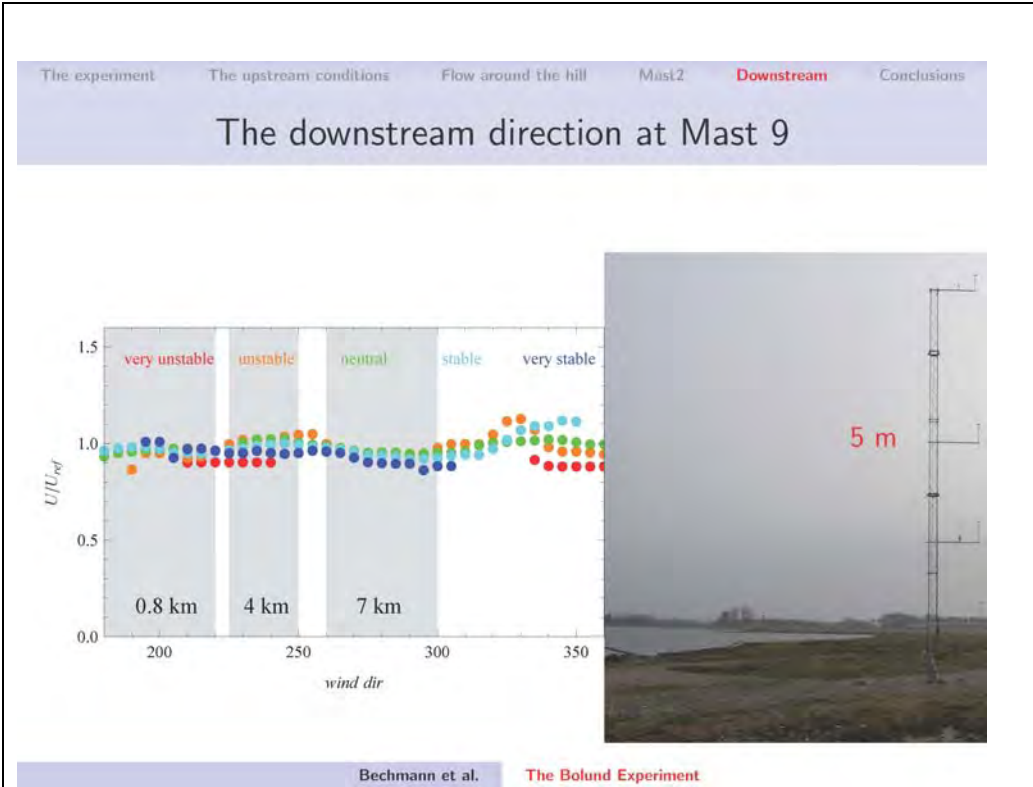 The experiment The upstream conditions Flow around the hill Mast2 Downstream Conclusions
The downstream direction at Mast 9
1.5
very unstable unstable neutral stable very stable
1.0
U/U_ref
0.5
0.8 km 4 km 7 km
0.0
200 250 300 350
wind dir
5 m
Bechmann et al. The Bolund Experiment